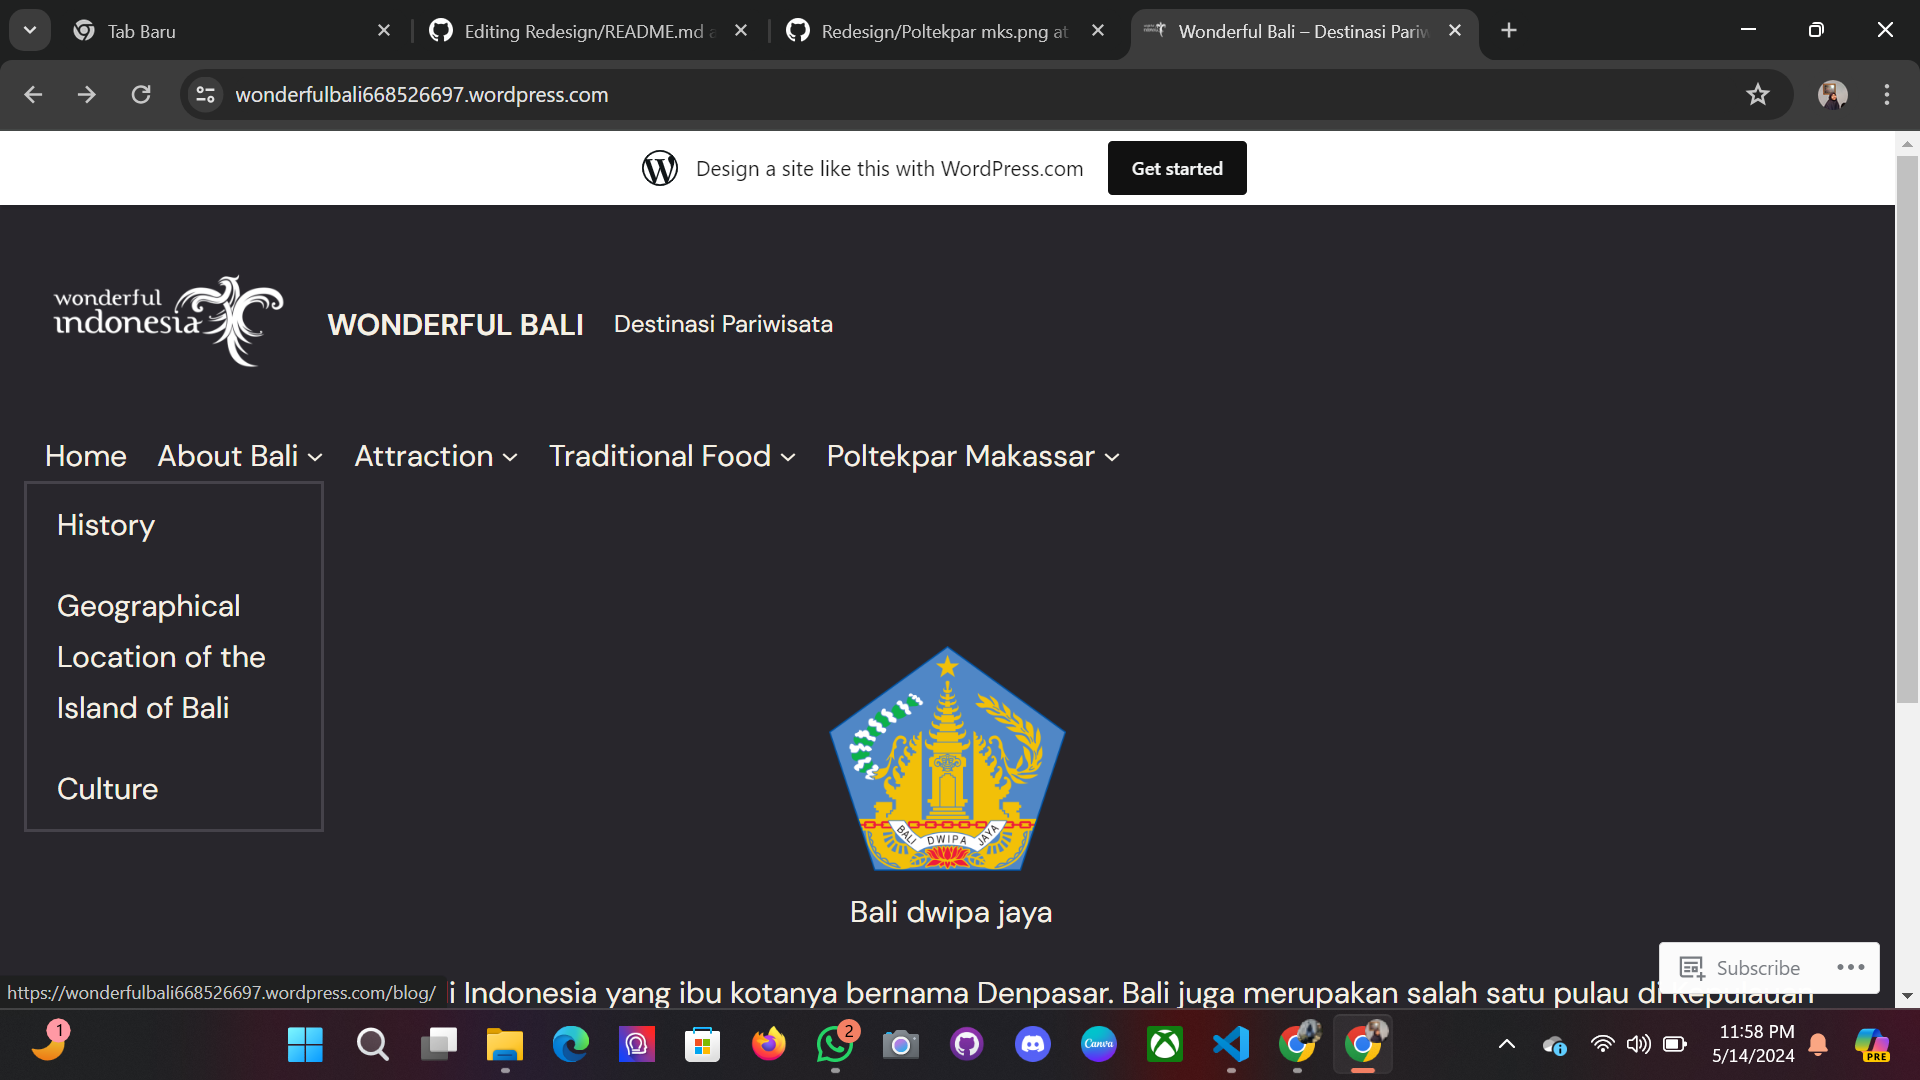 Tab Baru
Editing Redesign/README.md a
Redesign/Poltekpar mks.png at
Wonderful Bali – Destinasi Pariw
wonderfulbali668526697.wordpress.com
Design a site like this with WordPress.com
Get started
wonderful
indonesia
WONDERFUL BALI
Destinasi Pariwisata
Home
About Bali
Attraction
Traditional Food
Poltekpar Makassar
History
Geographical
Location of the
Island of Bali
Culture
BALI DWIPA JAYA
Bali dwipa jaya
Subscribe
https://wonderfulbali668526697.wordpress.com/blog/
i Indonesia yang ibu kotanya bernama Denpasar. Bali juga merupakan salah satu pulau di Kepulauan
1
Canva
2
11:58 PM
5/14/2024
PRE